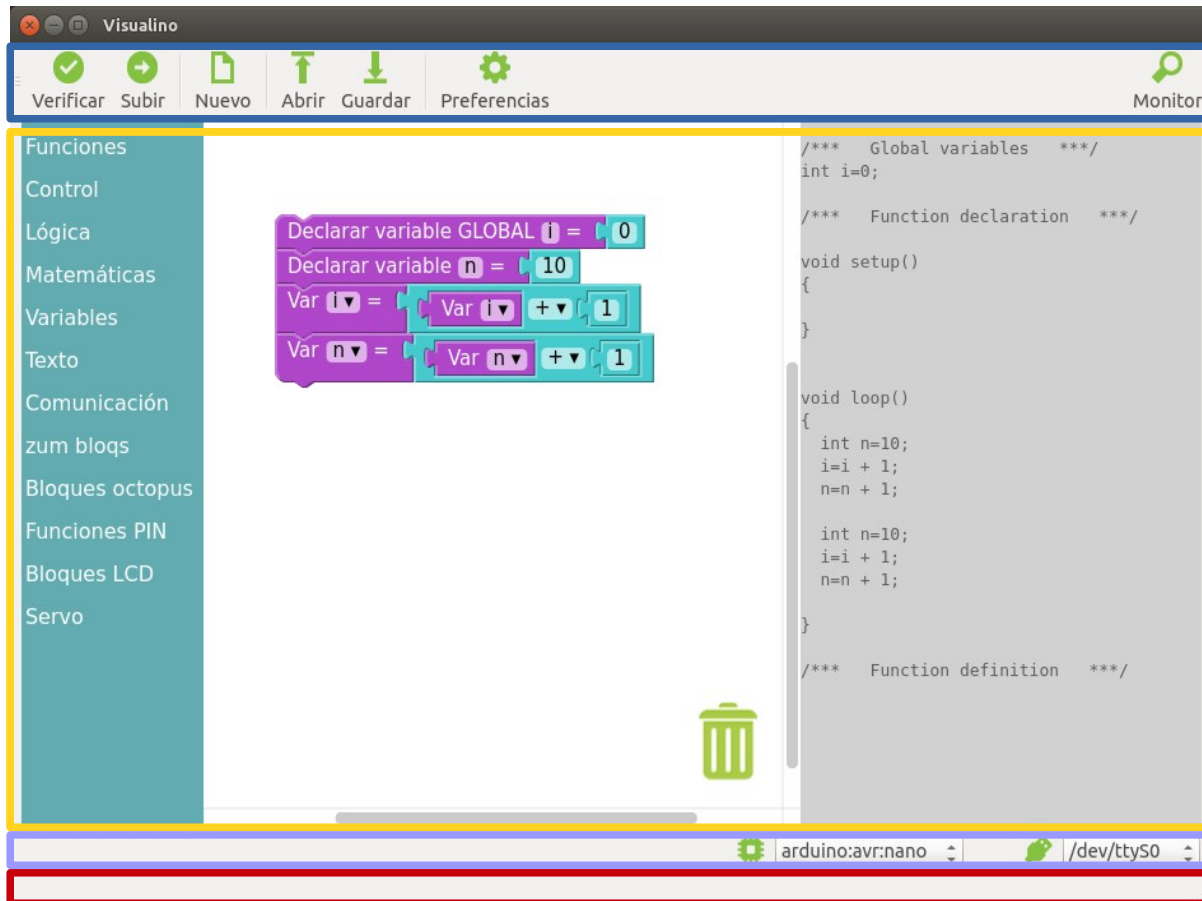 Visualino
Verificar Subir Nuevo Abrir Guardar Preferencias Monitor
Funciones
Control
Lógica
Matemáticas
Variables
Texto
Comunicación
zum bloqs
Bloques octopus
Funciones PIN
Bloques LCD
Servo
Declarar variable GLOBAL i = 0
Declarar variable n = 10
Var i = Var i + 1
Var n = Var n + 1
/*** Global variables ***/
int i=0;
/*** Function declaration ***/
void setup()
{
}
void loop()
{
int n=10;
i=i + 1;
n=n + 1;
int n=10;
i=i + 1;
n=n + 1;
}
/*** Function definition ***/
arduino:avr:nano /dev/ttyS0